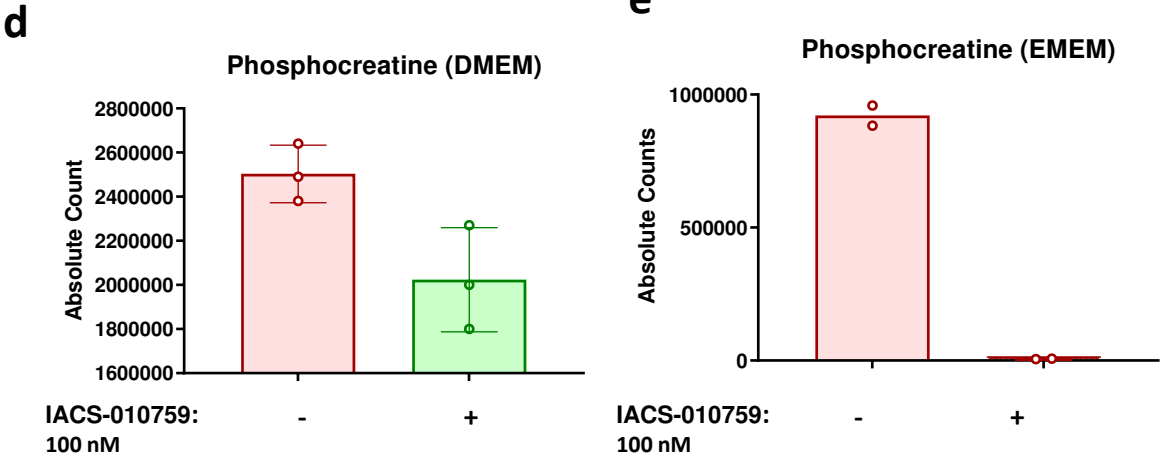 d
Phosphocreatine (DMEM)
Absolute Count
2800000
2600000
2400000
2200000
2000000
1800000
1600000
IACS-010759: - +
100 nM
e
Phosphocreatine (EMEM)
Absolute Counts
1000000
500000
0
IACS-010759: - +
100 nM